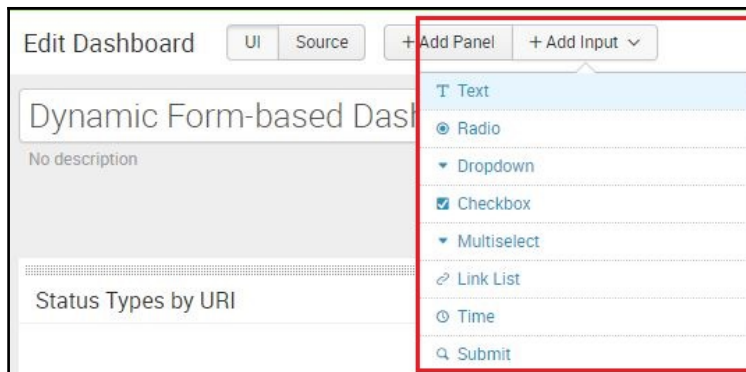 Edit Dashboard UI Source + Add Panel + Add Input
Text
Dynamic Form-based Dash
Radio
No description
Dropdown
Checkbox
Multiselect
Link List
Status Types by URI
Time
Submit